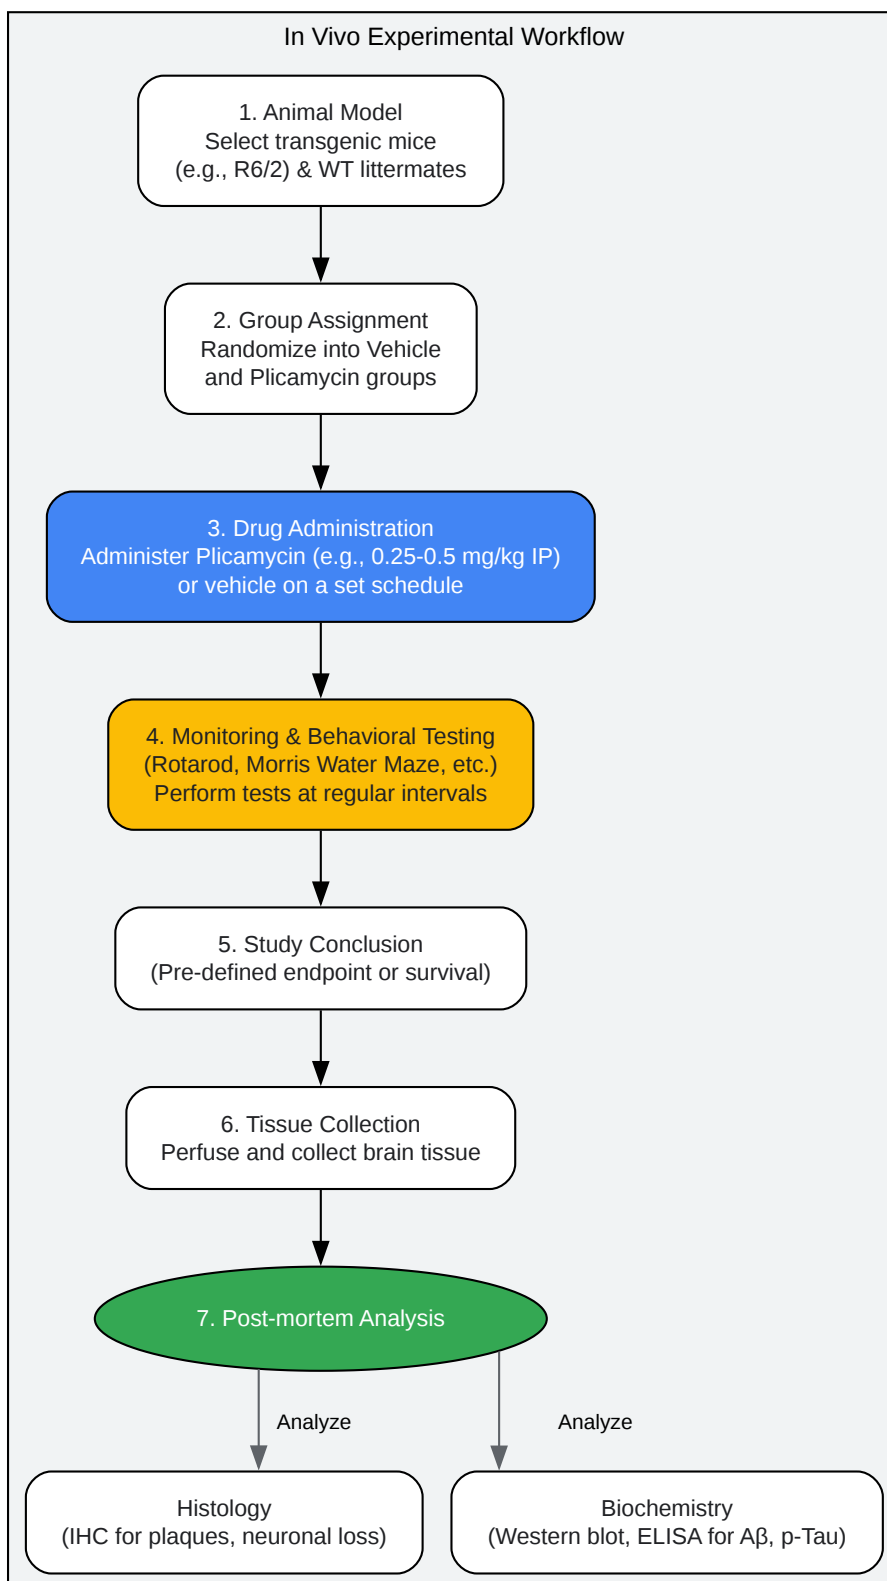 In Vivo Experimental Workflow
1. Animal Model
Select transgenic mice
(e.g., R6/2) & WT littermates
2. Group Assignment
Randomize into Vehicle
and Plicamycin groups
3. Drug Administration
Administer Plicamycin (e.g., 0.25-0.5 mg/kg IP)
or vehicle on a set schedule
4. Monitoring & Behavioral Testing
(Rotarod, Morris Water Maze, etc.)
Perform tests at regular intervals
5. Study Conclusion
(Pre-defined endpoint or survival)
6. Tissue Collection
Perfuse and collect brain tissue
7. Post-mortem Analysis
Analyze
Analyze
Histology
(IHC for plaques, neuronal loss)
Biochemistry
(Western blot, ELISA for Aβ, p-Tau)